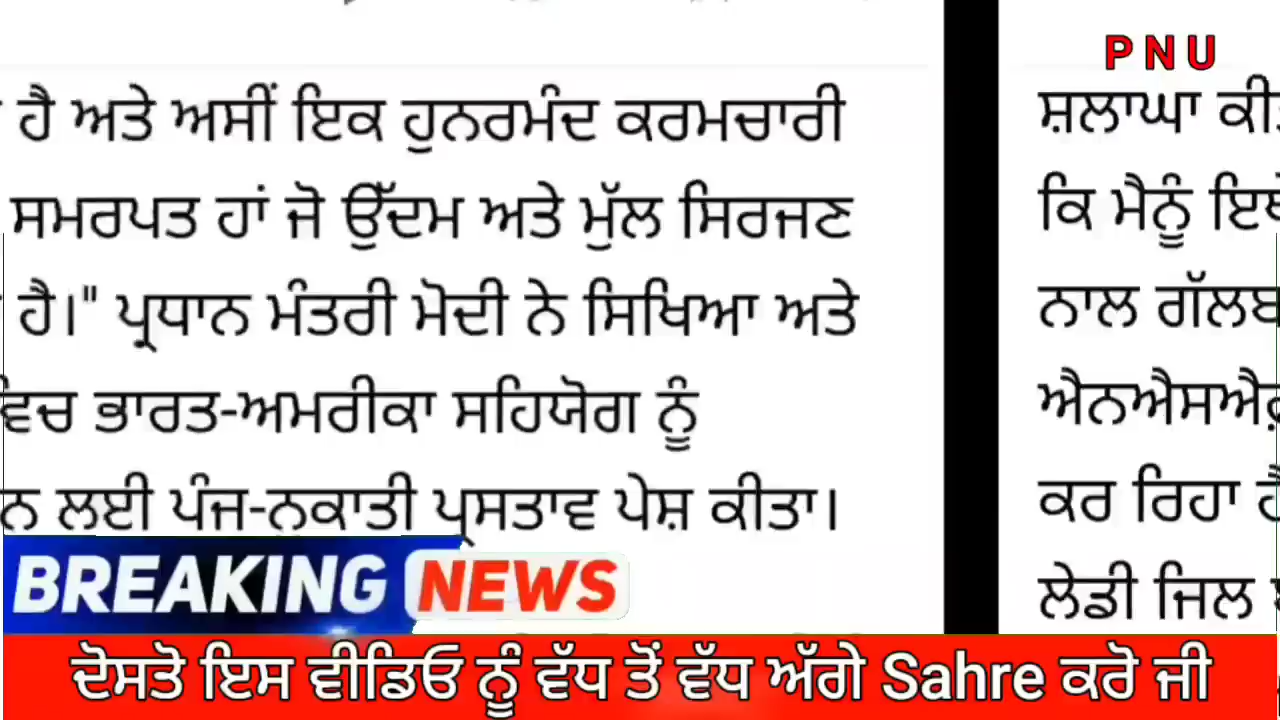 PNU
ਹੈ ਅਤੇ ਅਸੀਂ ਇਕ ਹੁਨਰਮੰਦ ਕਰਮਚਾਰੀ
ਸਮਰਪਤ ਹਾਂ ਜੋ ਉੱਦਮ ਅਤੇ ਮੁੱਲ ਸਿਰਜਣ
ਹੈ।" ਪ੍ਰਧਾਨ ਮੰਤਰੀ ਮੋਦੀ ਨੇ ਸਿਖਿਆ ਅਤੇ
ਵਿਚ ਭਾਰਤ-ਅਮਰੀਕਾ ਸਹਿਯੋਗ ਨੂੰ
ਨ ਲਈ ਪੰਜ-ਨੁਕਾਤੀ ਪ੍ਰਸਤਾਵ ਪੇਸ਼ ਕੀਤਾ।
ਸ਼ਲਾਘਾ
ਕਿ ਮੈਨੂੰ
ਨਾਲ
ਕਰ ਰਿਹਾ
ਲੇਡੀ ਜਿਲ
BREAKING NEWS
ਦੋਸਤੋ ਇਸ ਵੀਡਿਓ ਨੂੰ ਵੱਧ ਤੋਂ ਵੱਧ ਅੱਗੇ Sahre ਕਰੋ ਜੀ